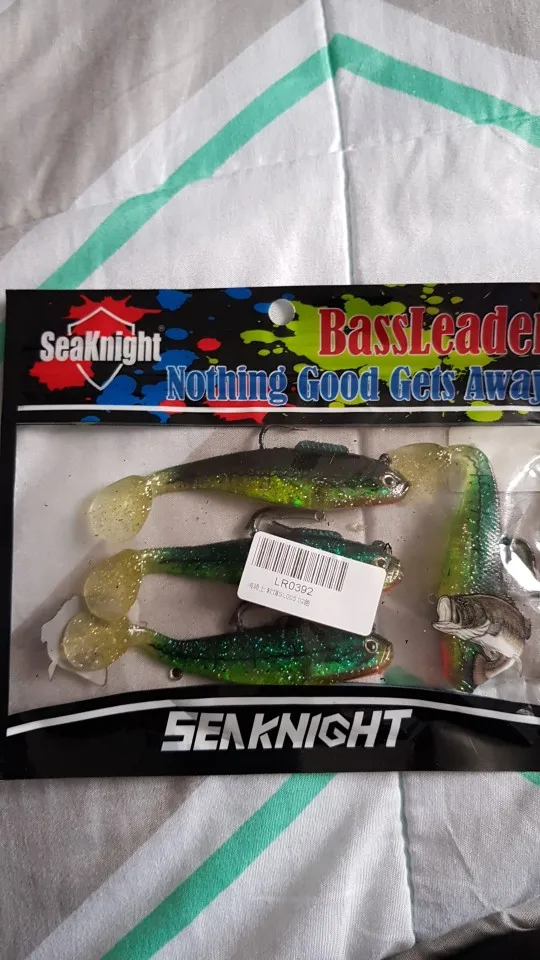 SeaKnight®
BassLeader
Nothing Good Gets Away
LR0392
SEAKNIGHT